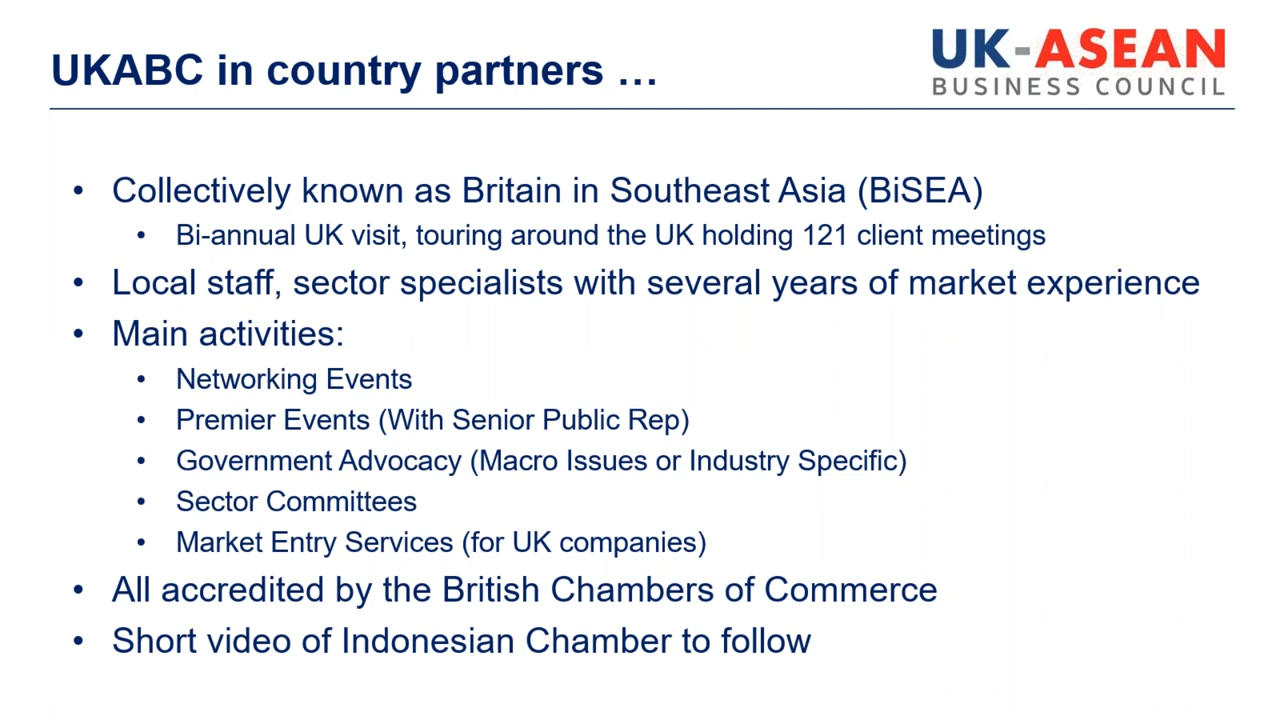 UKABC in country partners …
UK-ASEAN
BUSINESS COUNCIL
• Collectively known as Britain in Southeast Asia (BiSEA)
• Bi-annual UK visit, touring around the UK holding 121 client meetings
• Local staff, sector specialists with several years of market experience
• Main activities:
• Networking Events
• Premier Events (With Senior Public Rep)
• Government Advocacy (Macro Issues or Industry Specific)
• Sector Committees
• Market Entry Services (for UK companies)
• All accredited by the British Chambers of Commerce
• Short video of Indonesian Chamber to follow